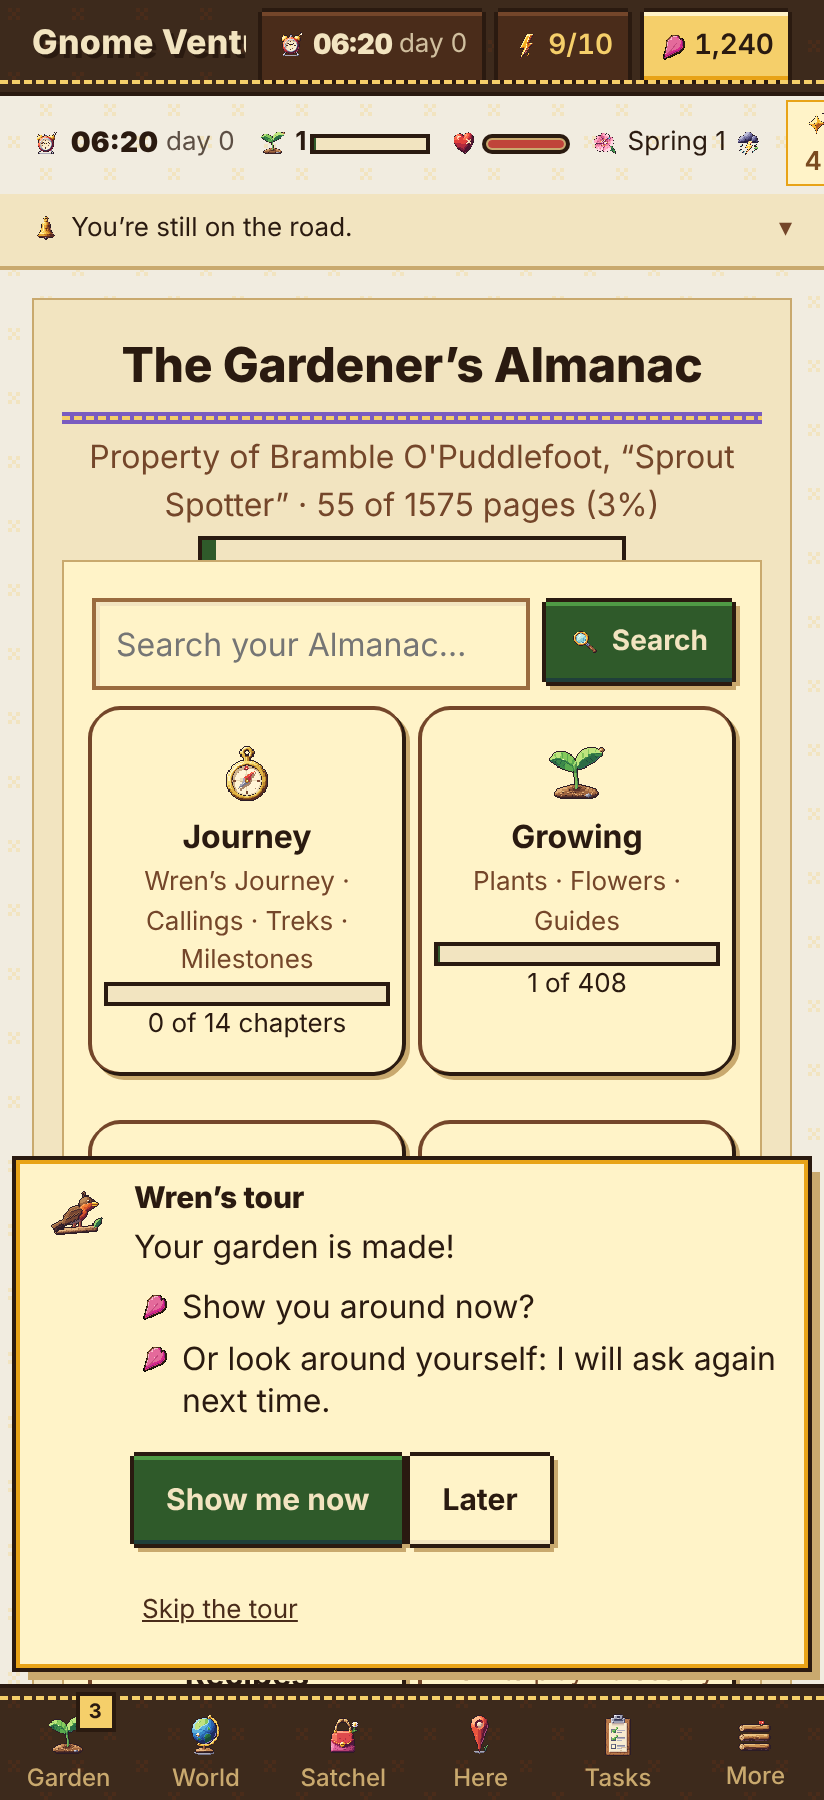 Gnome Vent
06:20 day 0
9/10
1,240
06:20 day 0
1
Spring 1
4
You’re still on the road.
The Gardener’s Almanac
Property of Bramble O'Puddlefoot, “Sprout
Spotter” · 55 of 1575 pages (3%)
Search your Almanac...
Search
Journey
Wren’s Journey ·
Callings · Treks ·
Milestones
0 of 14 chapters
Growing
Plants · Flowers ·
Guides
1 of 408
Wren’s tour
Your garden is made!
Show you around now?
Or look around yourself: I will ask again
next time.
Show me now
Later
Skip the tour
Recipes
3
Garden
World
Satchel
Here
Tasks
More